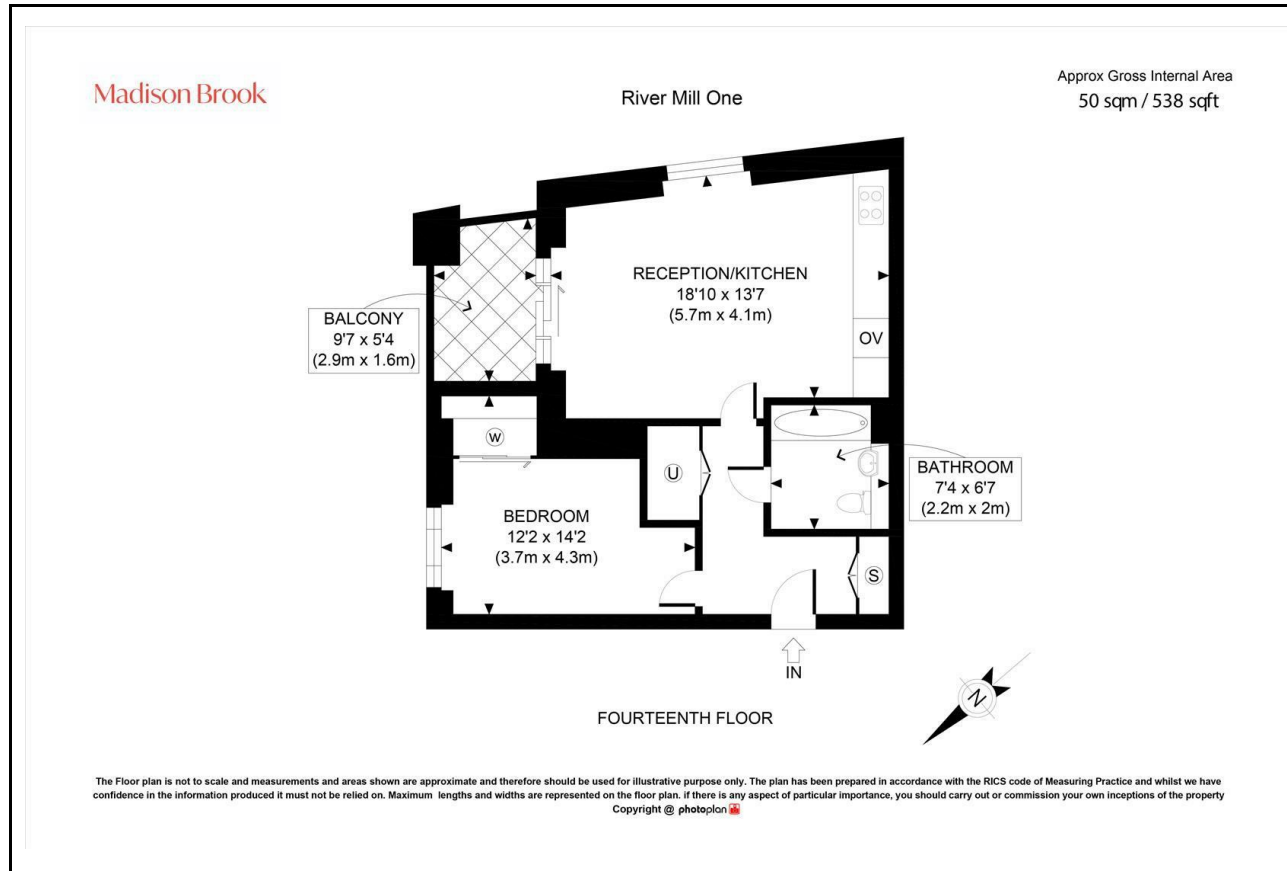 Madison Brook
River Mill One
Approx Gross Internal Area
50 sqm / 538 sqft
RECEPTION/KITCHEN
18'10 x 13'7
(5.7m x 4.1m)
BALCONY
9'7 x 5'4
(2.9m x 1.6m)
OV
W
U
BATHROOM
7'4 x 6'7
(2.2m x 2m)
BEDROOM
12'2 x 14'2
(3.7m x 4.3m)
S
IN
N
FOURTEENTH FLOOR
The Floor plan is not to scale and measurements and areas shown are approximate and therefore should be used for illustrative purpose only. The plan has been prepared in accordance with the RICS code of Measuring Practice and whilst we have
confidence in the information produced it must not be relied on. Maximum lengths and widths are represented on the floor plan. if there is any aspect of particular importance, you should carry out or commission your own inceptions of the property
Copyright @ photoplan